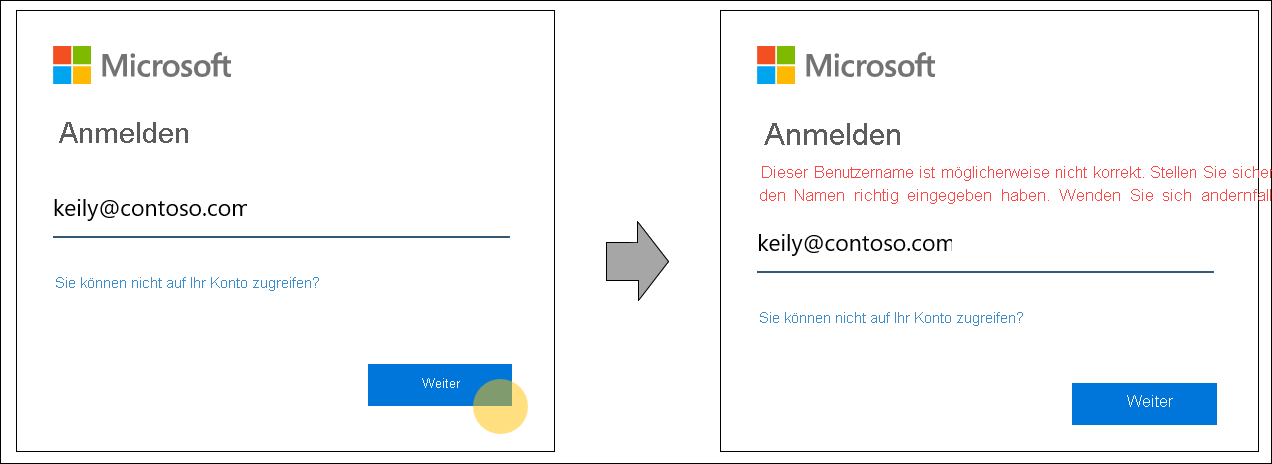 Microsoft
Anmelden
keily@contoso.com
Sie können nicht auf Ihr Konto zugreifen?
Weiter
Microsoft
Anmelden
Dieser Benutzername ist möglicherweise nicht korrekt. Stellen Sie
den Namen richtig eingegeben haben. Wenden Sie sich
keily@contoso.com
Sie können nicht auf Ihr Konto zugreifen?
Weiter